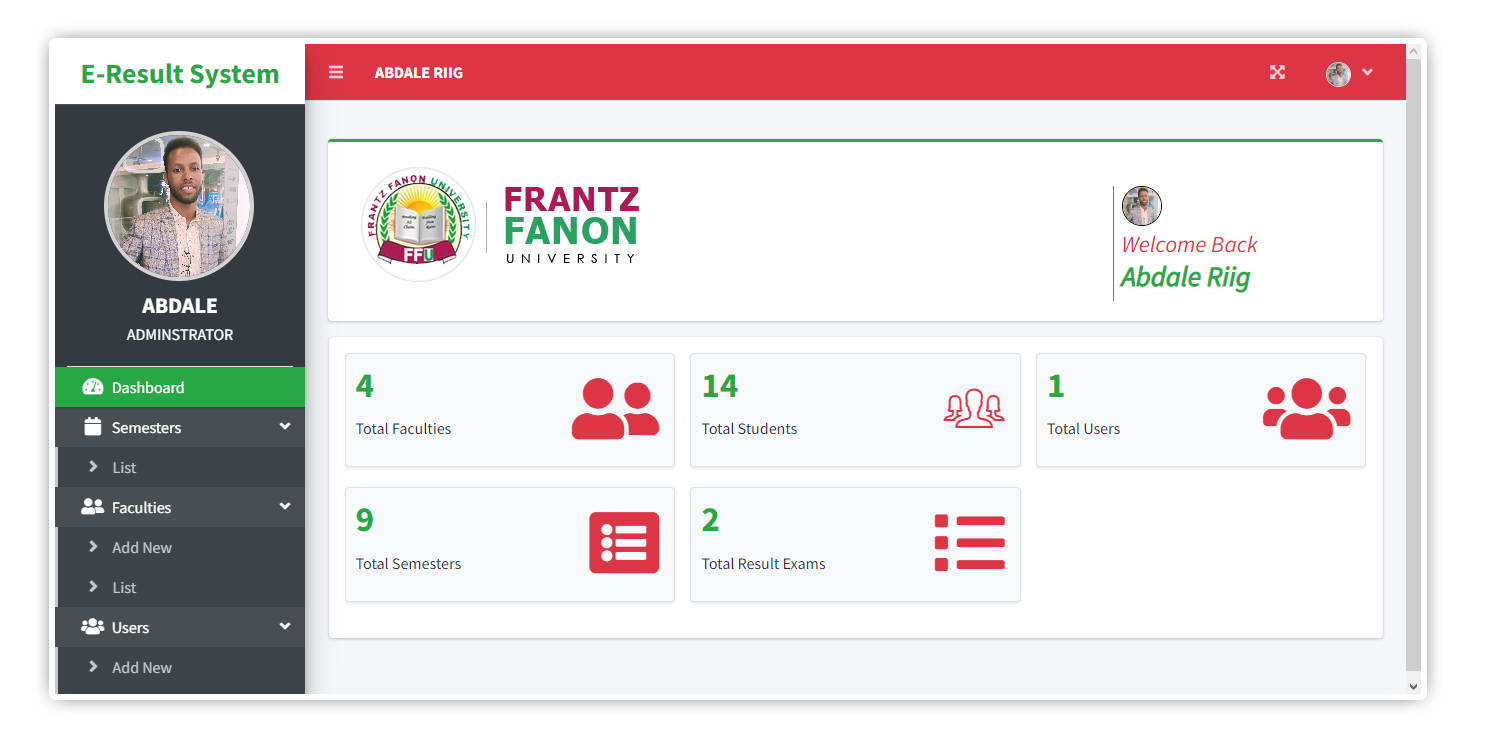 E-Result System
ABDALE RIIG
ABDALE
ADMINSTRATOR
Dashboard
Semesters
List
Faculties
Add New
List
Users
Add New
FRANTZ FANON UNIVERSITY
FFU
FRANTZ
FANON
UNIVERSITY
Welcome Back
Abdale Riig
4
Total Faculties
14
Total Students
1
Total Users
9
Total Semesters
2
Total Result Exams